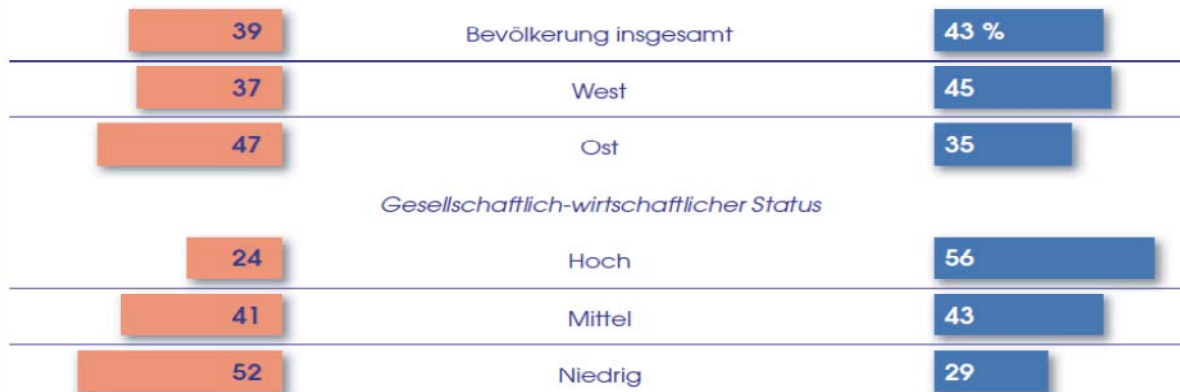 39 Bevölkerung insgesamt 43 %
37 West 45
47 Ost 35
Gesellschaftlich-wirtschaftlicher Status
24 Hoch 56
41 Mittel 43
52 Niedrig 29